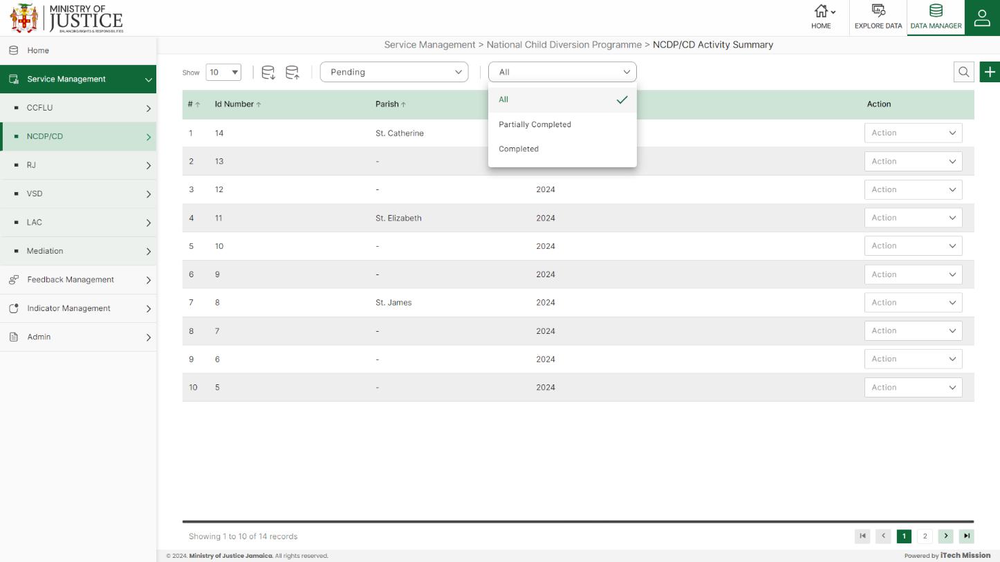 MINISTRY OF
JUSTICE
BALANCING RIGHTS & RESPONSIBILITIES
HOME
EXPLORE DATA
DATA MANAGER
Home
Service Management
CCFLU
NCDP/CD
RJ
VSD
LAC
Mediation
Feedback Management
Indicator Management
Admin
Service Management > National Child Diversion Programme > NCDP/CD Activity Summary
Show 10 Pending All
All
Partially Completed
Completed
# Id Number Parish Action
1 14 St. Catherine Action
2 13 - Action
3 12 - 2024 Action
4 11 St. Elizabeth 2024 Action
5 10 - 2024 Action
6 9 - 2024 Action
7 8 St. James 2024 Action
8 7 - 2024 Action
9 6 - 2024 Action
10 5 - 2024 Action
Showing 1 to 10 of 14 records
1 2
© 2024. Ministry of Justice Jamaica. All rights reserved.
Powered by iTech Mission